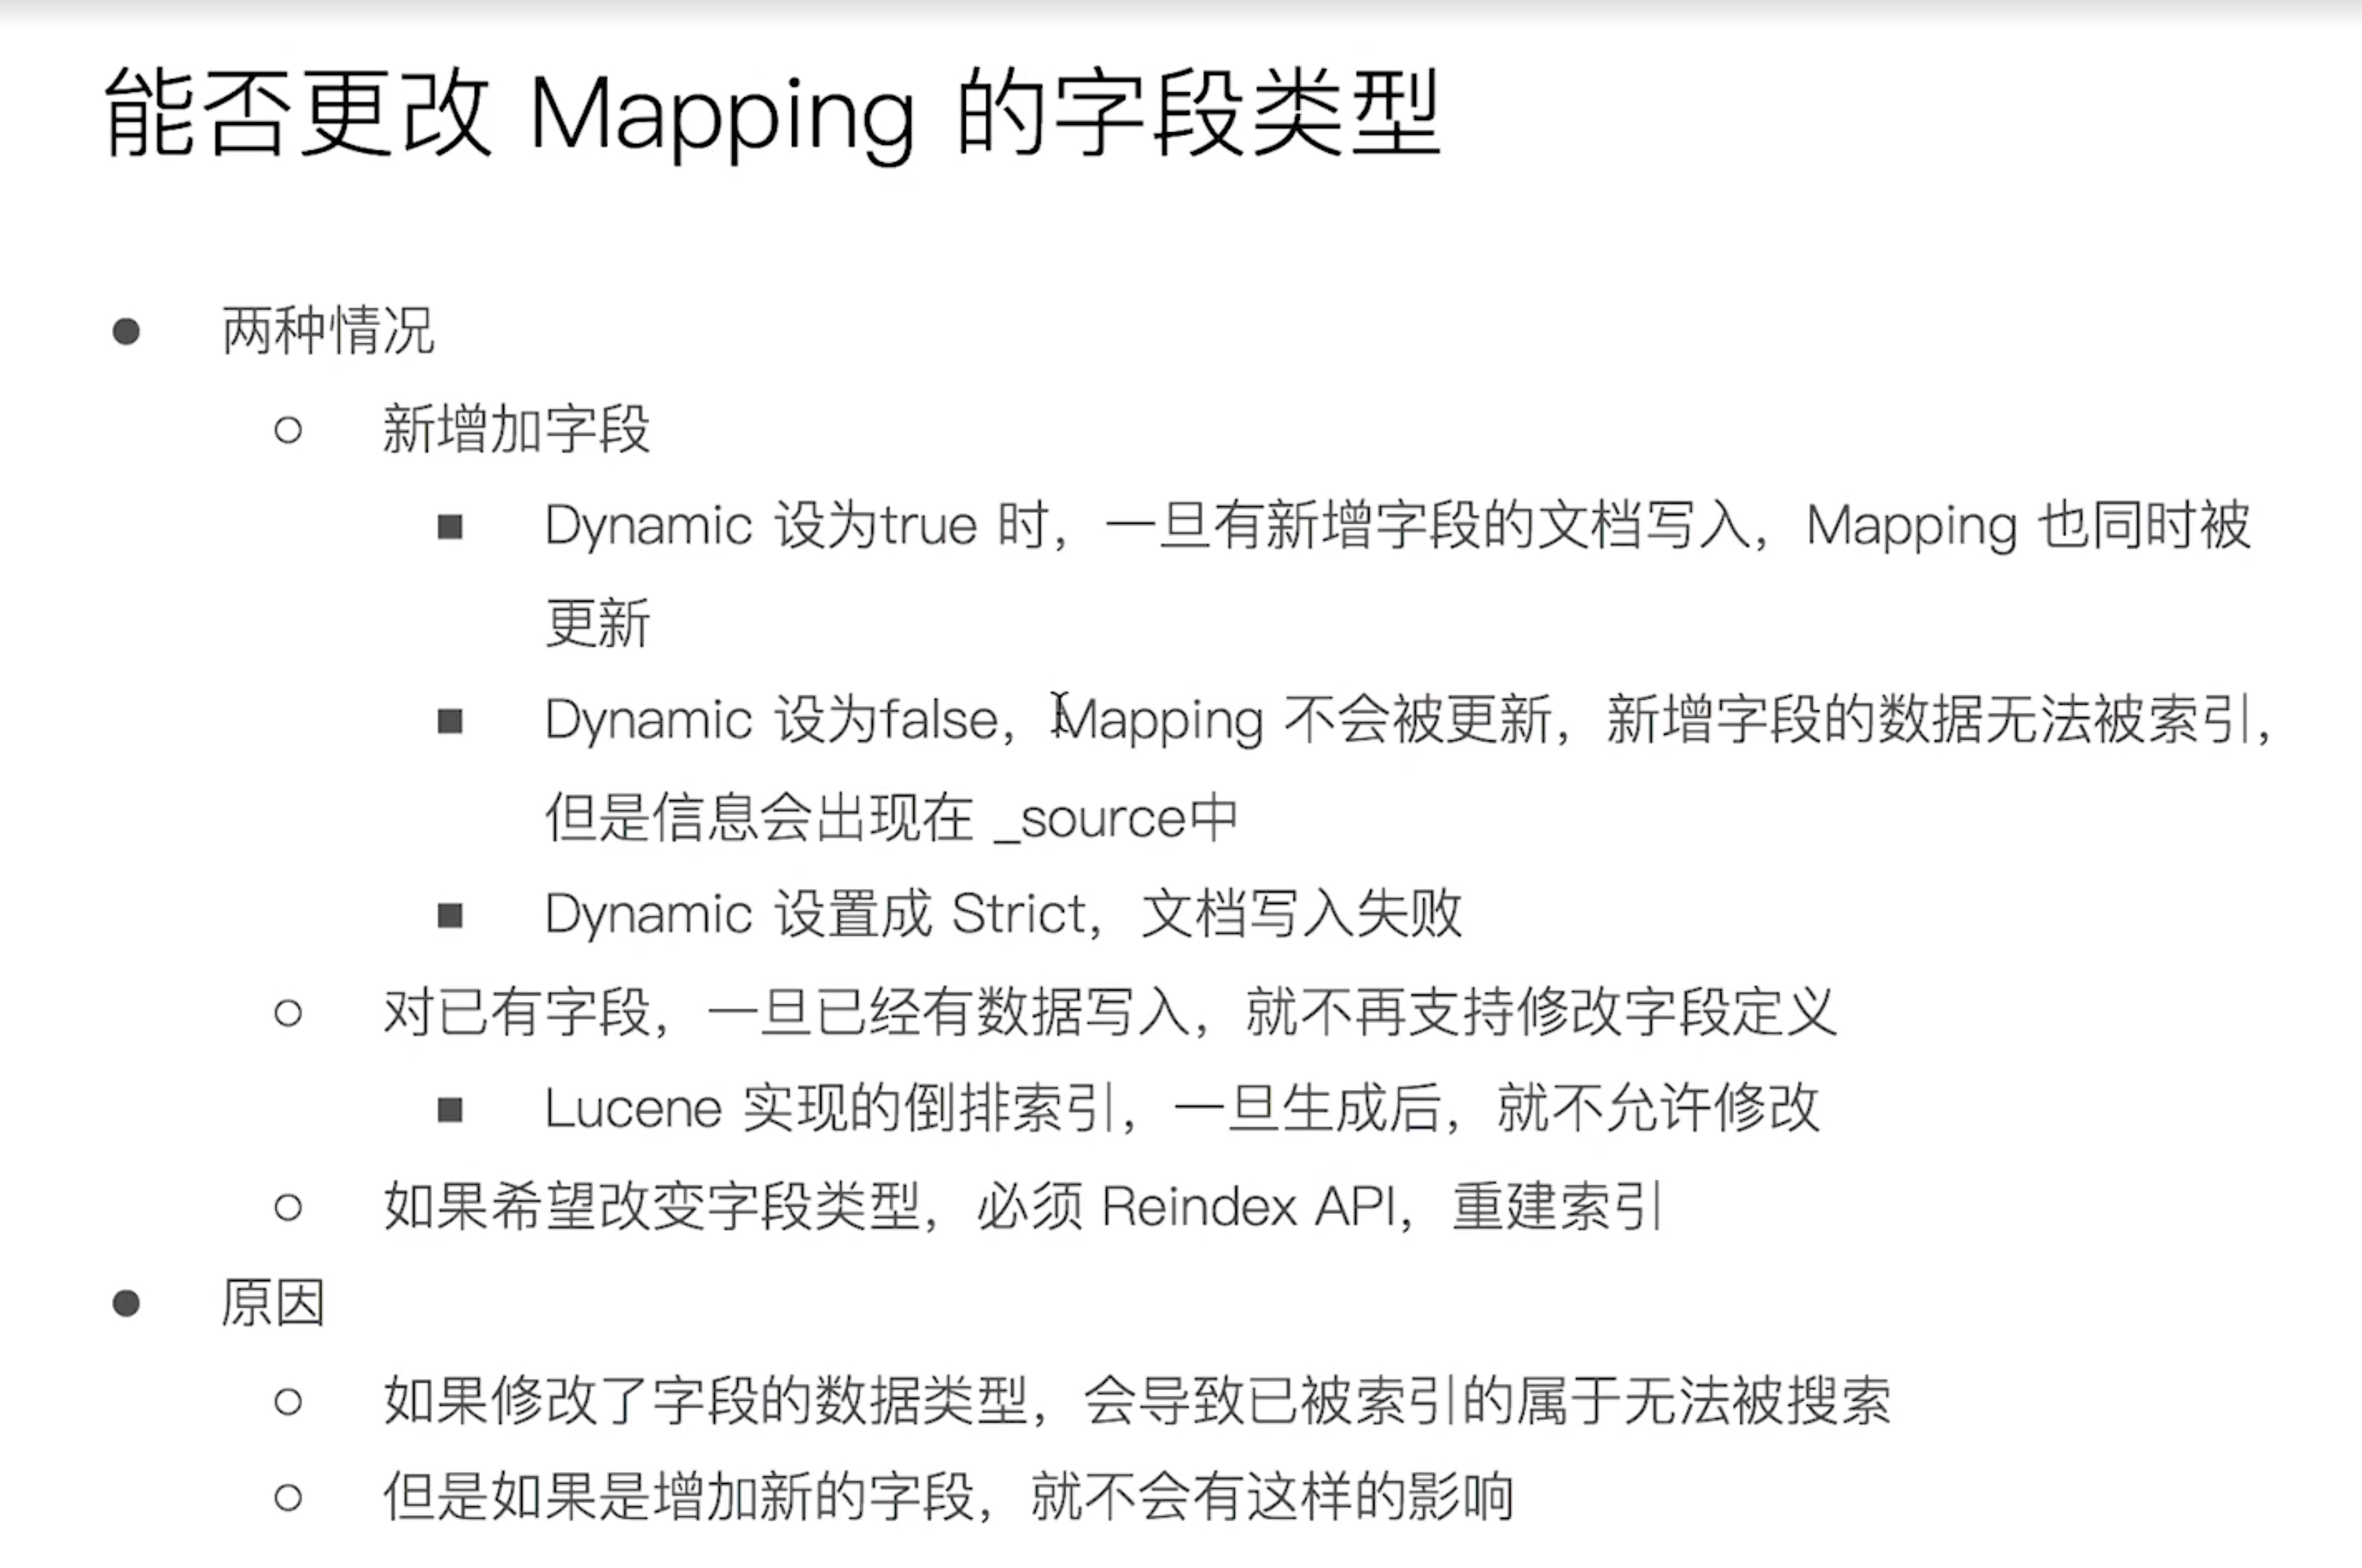 能否更改 Mapping 的字段类型
● 两种情况
○ 新增加字段
■ Dynamic 设为true 时，一旦有新增字段的文档写入，Mapping 也同时被
更新
■ Dynamic 设为false，Mapping 不会被更新，新增字段的数据无法被索引，
但是信息会出现在 _source中
■ Dynamic 设置成 Strict，文档写入失败
○ 对已有字段，一旦已经有数据写入，就不再支持修改字段定义
■ Lucene 实现的倒排索引，一旦生成后，就不允许修改
○ 如果希望改变字段类型，必须 Reindex API，重建索引
● 原因
○ 如果修改了字段的数据类型，会导致已被索引的属于无法被搜索
○ 但是如果是增加新的字段，就不会有这样的影响